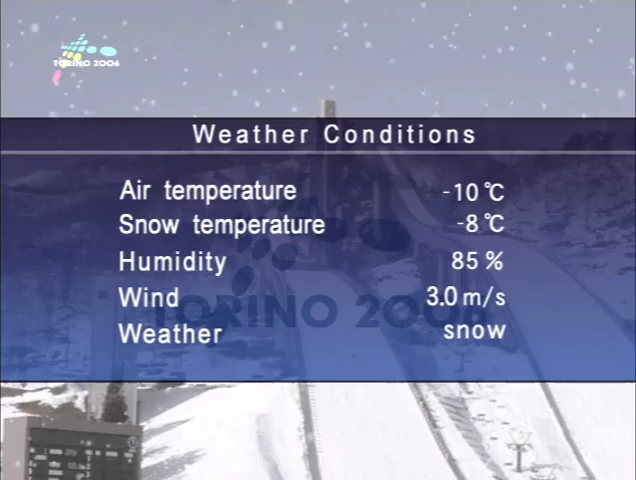 TORINO 2006
Weather Conditions
Air temperature -10 °C
Snow temperature -8 °C
Humidity 85 %
Wind 3.0 m/s
TORINO 2006
Weather snow